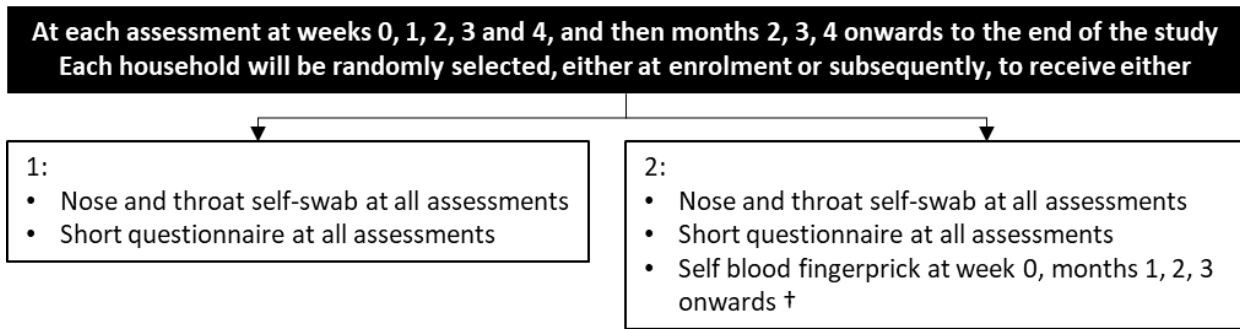 At each assessment at weeks 0, 1, 2, 3 and 4, and then months 2, 3, 4 onwards to the end of the study
Each household will be randomly selected, either at enrolment or subsequently, to receive either
1:
• Nose and throat self-swab at all assessments
• Short questionnaire at all assessments
2:
• Nose and throat self-swab at all assessments
• Short questionnaire at all assessments
• Self blood fingerprick at week 0, months 1, 2, 3
onwards †